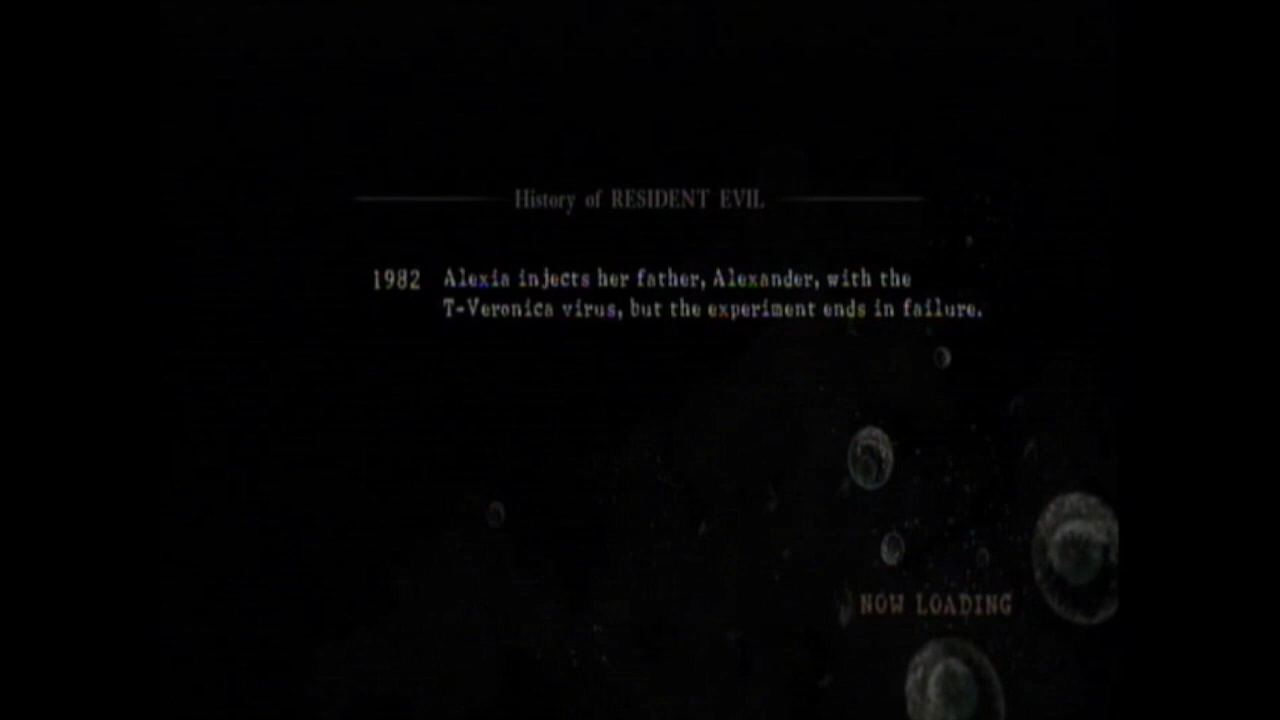 History of RESIDENT EVIL
1982 Alexia injects her father, Alexander, with the
T-Veronica virus, but the experiment ends in failure.
NOW LOADING